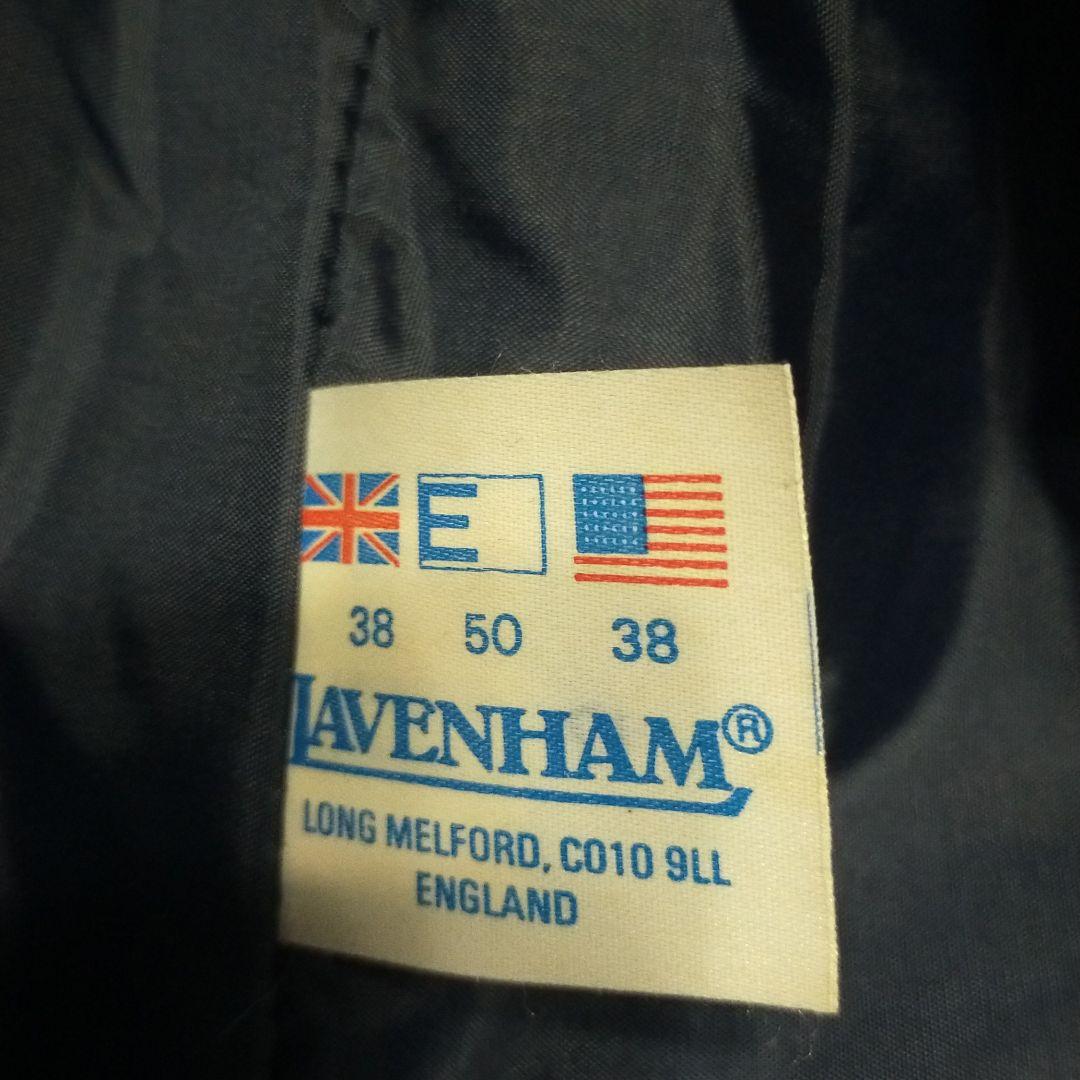 E
38 50 38
LAVENHAM®
LONG MELFORD, CO10 9LL
ENGLAND